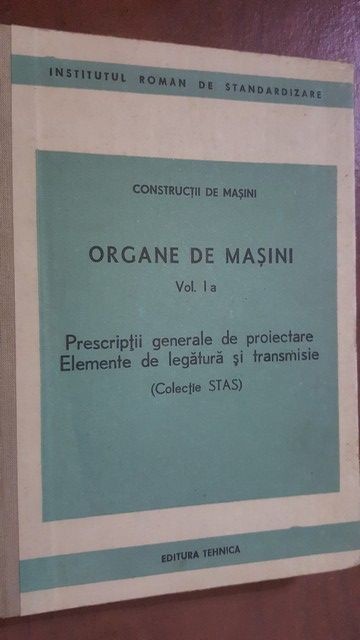 INSTITUTUL ROMAN DE STANDARDIZARE
CONSTRUCȚII DE MAȘINI
ORGANE DE MAȘINI
Vol. I a
Prescripții generale de proiectare
Elemente de legătură și transmisie
(Colecție STAS)
EDITURA TEHNICA